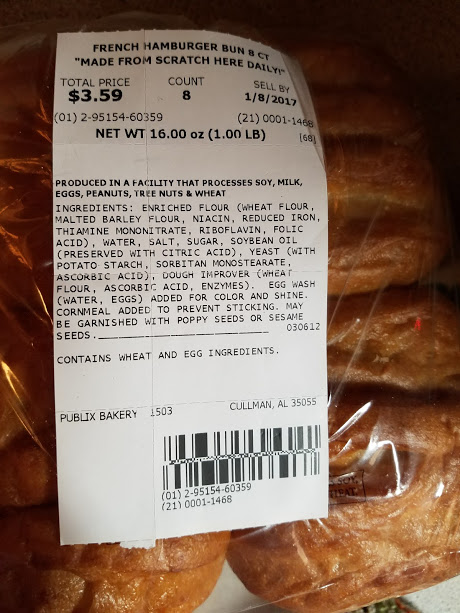 FRENCH HAMBURGER BUN 8 CT
"MADE FROM SCRATCH HERE DAILY!"
TOTAL PRICE COUNT SELL BY
$3.59 8 1/8/2017
(01) 2-95154-60359 (21) 0001-1468
NET WT 16.00 oz (1.00 LB) (68)
PRODUCED IN A FACILITY THAT PROCESSES SOY, MILK,
EGGS, PEANUTS, TREE NUTS & WHEAT
INGREDIENTS: ENRICHED FLOUR (WHEAT FLOUR,
MALTED BARLEY FLOUR, NIACIN, REDUCED IRON,
THIAMINE MONONITRATE, RIBOFLAVIN, FOLIC
ACID), WATER, SALT, SUGAR, SOYBEAN OIL
(PRESERVED WITH CITRIC ACID), YEAST (WITH
POTATO STARCH, SORBITAN MONOSTEARATE,
ASCORBIC ACID), DOUGH IMPROVER (WHEAT
FLOUR, ASCORBIC ACID, ENZYMES). EGG WASH
(WATER, EGGS) ADDED FOR COLOR AND SHINE.
CORNMEAL ADDED TO PREVENT STICKING. MAY
BE GARNISHED WITH POPPY SEEDS OR SESAME
SEEDS. 030612
CONTAINS WHEAT AND EGG INGREDIENTS.
PUBLIX BAKERY 1503 CULLMAN, AL 35055
(01) 2-95154-60359
(21) 0001-1468